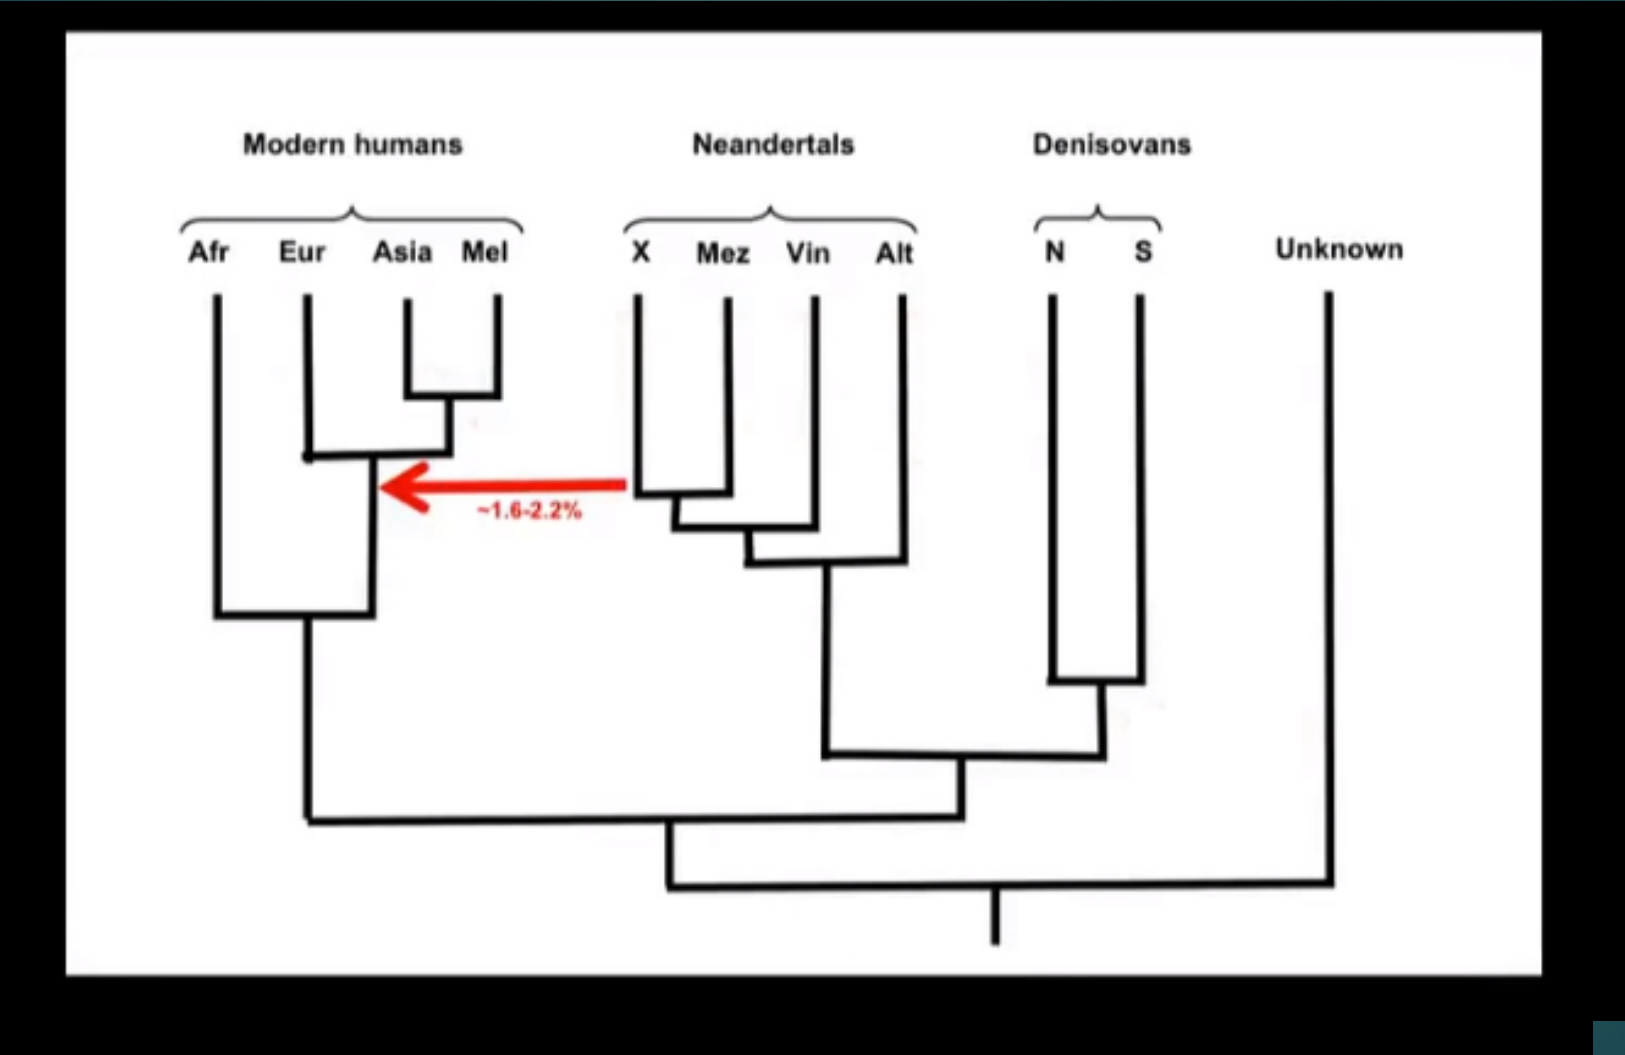 Modern humans
Neandertals
Denisovans
Afr
Eur
Asia
Mel
X
Mez
Vin
Alt
N
S
Unknown
~1.6-2.2%